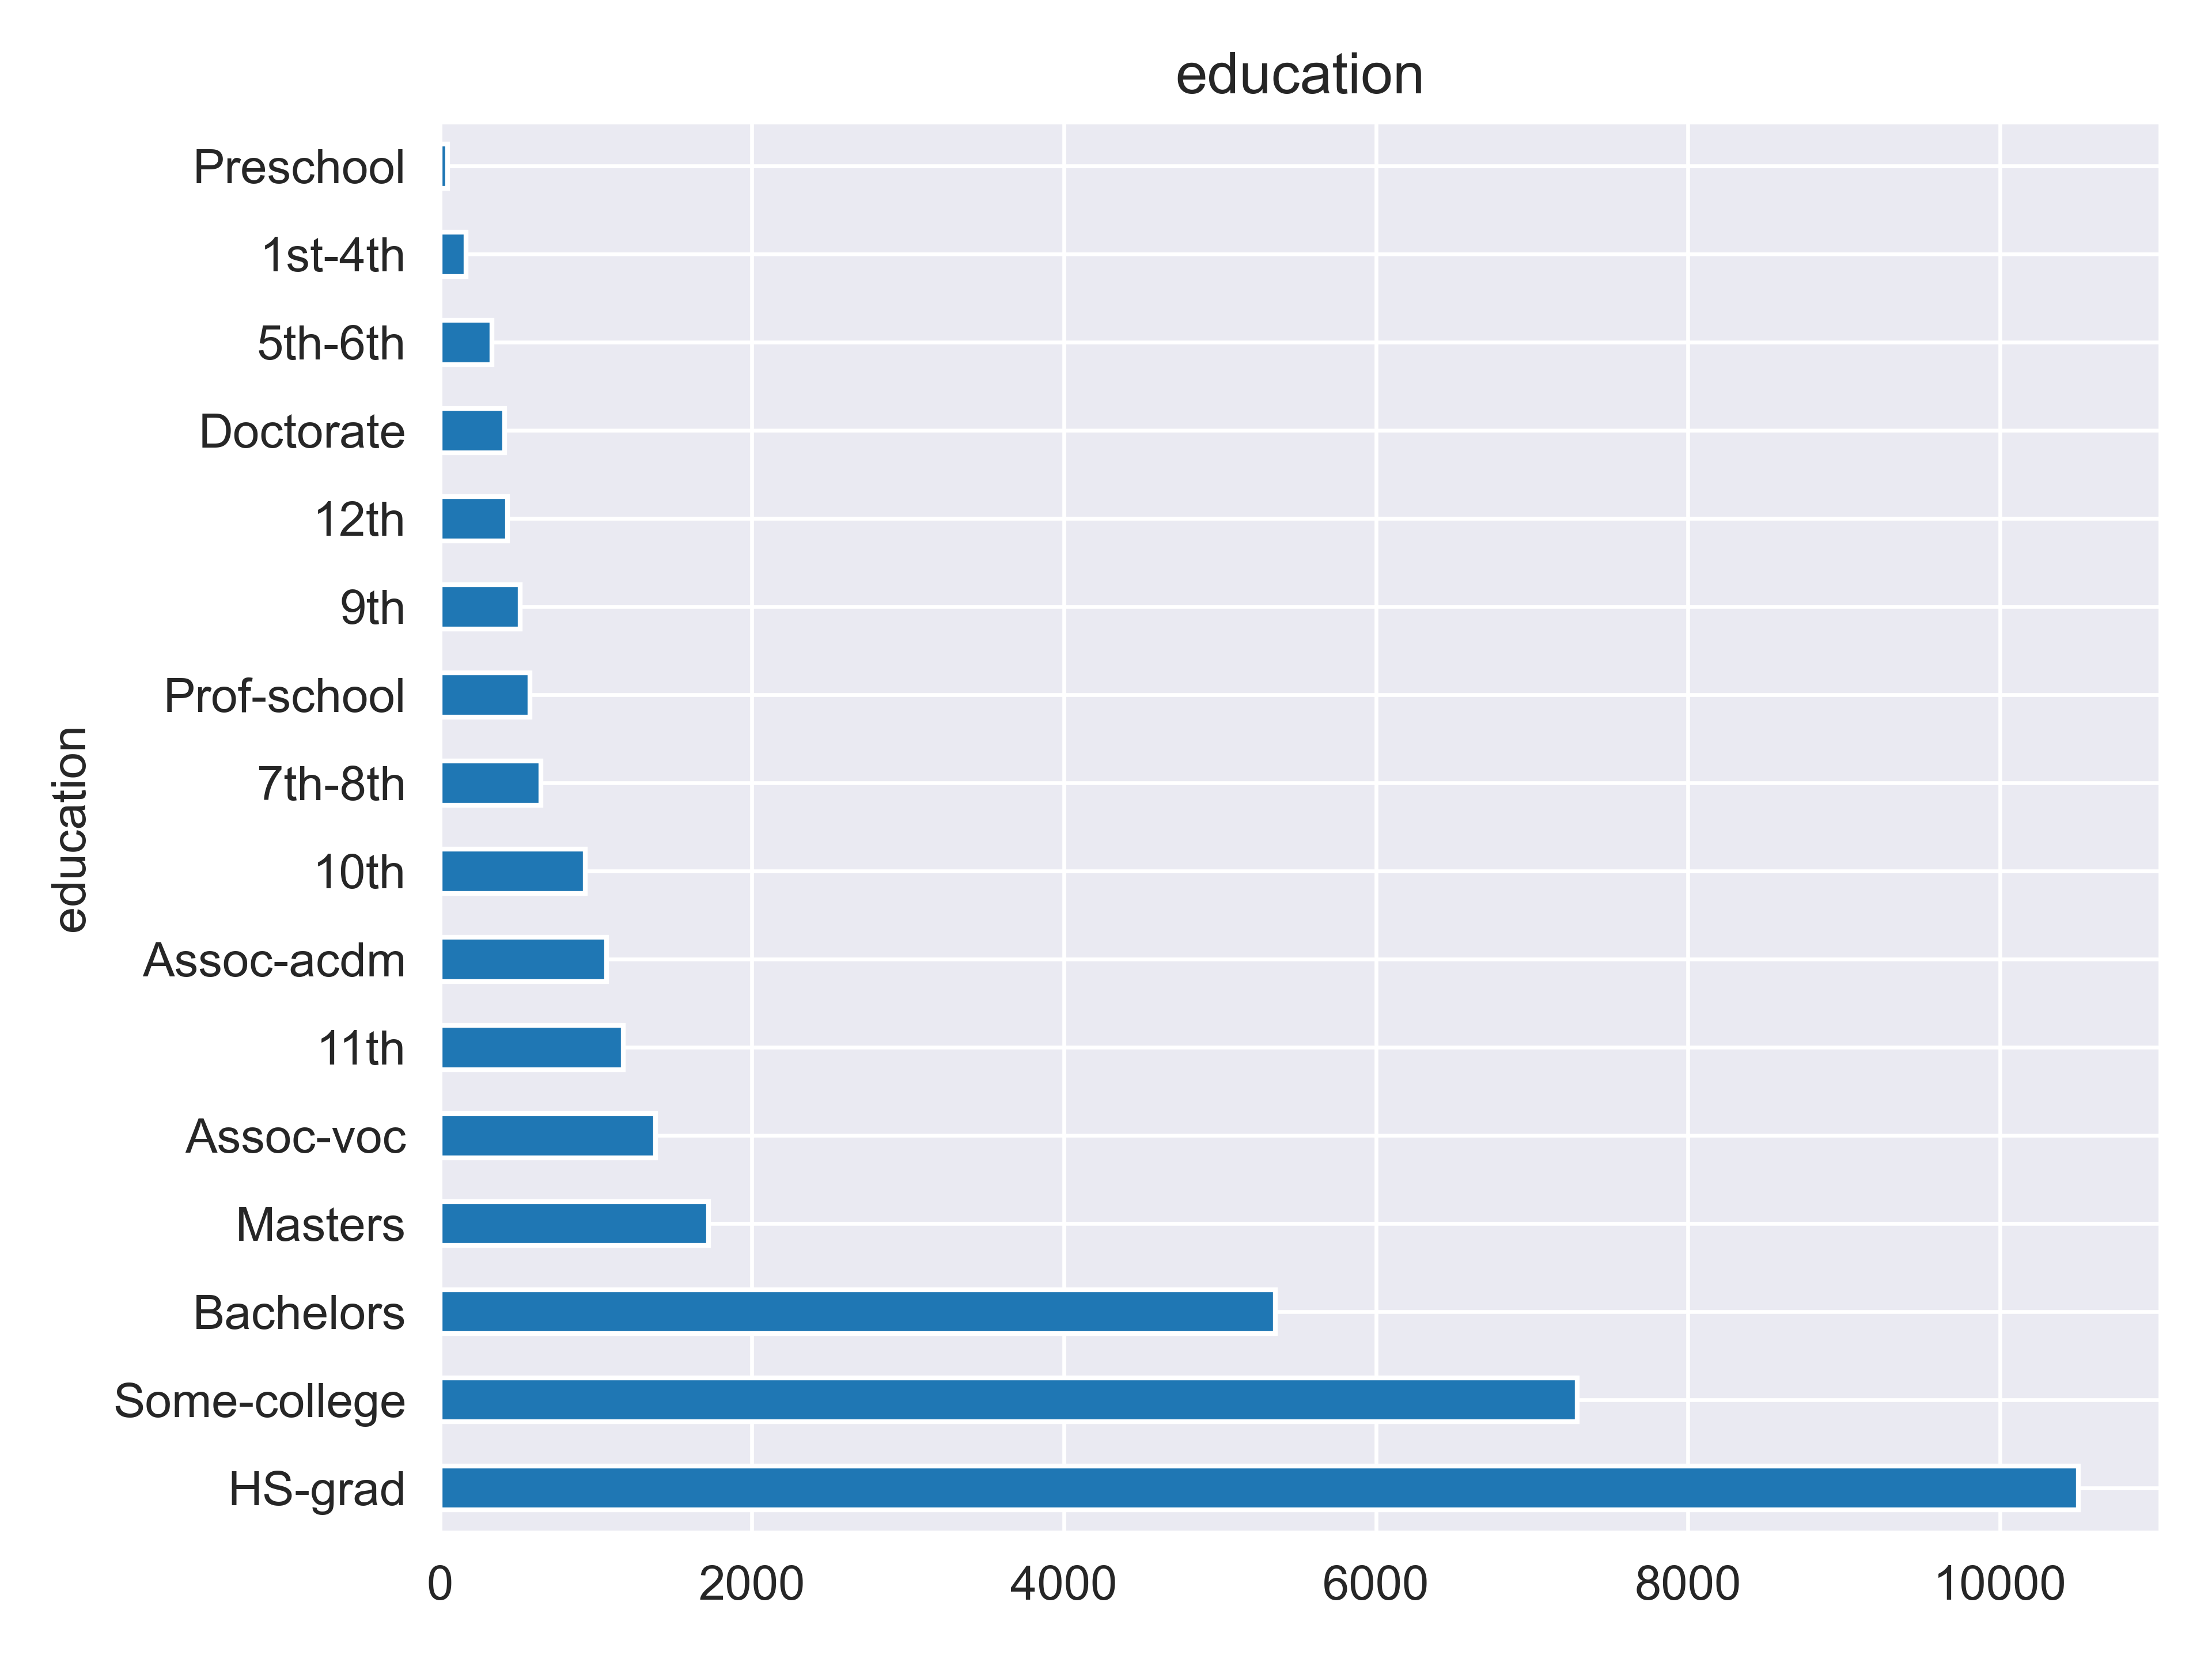 education
Preschool
1st-4th
5th-6th
Doctorate
12th
9th
Prof-school
7th-8th
10th
Assoc-acdm
11th
Assoc-voc
Masters
Bachelors
Some-college
HS-grad
education
0 2000 4000 6000 8000 10000